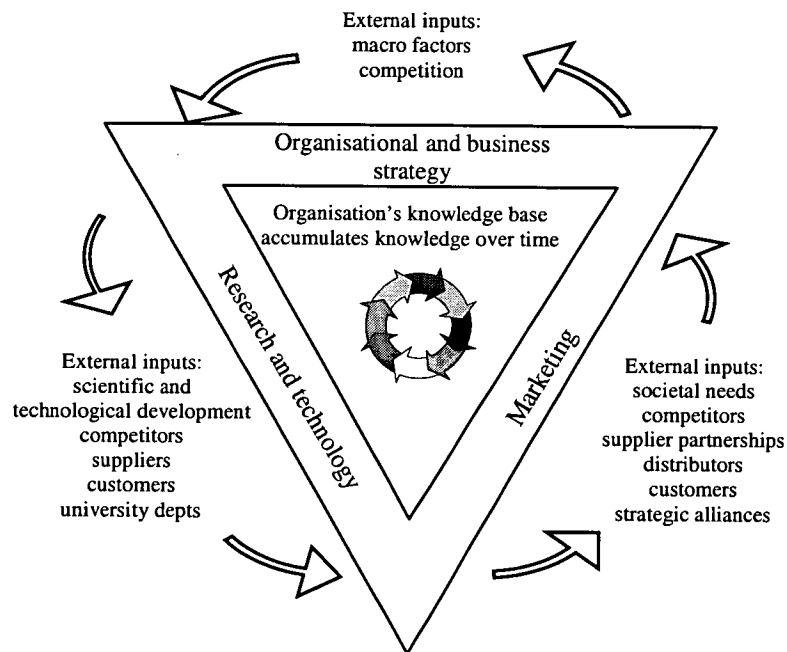 External inputs:
macro factors
competition
Organisational and business
strategy
Organisation's knowledge base
accumulates knowledge over time
Research and technology
Marketing
External inputs:
scientific and
technological development
competitors
suppliers
customers
university depts
External inputs:
societal needs
competitors
supplier partnerships
distributors
customers
strategic alliances